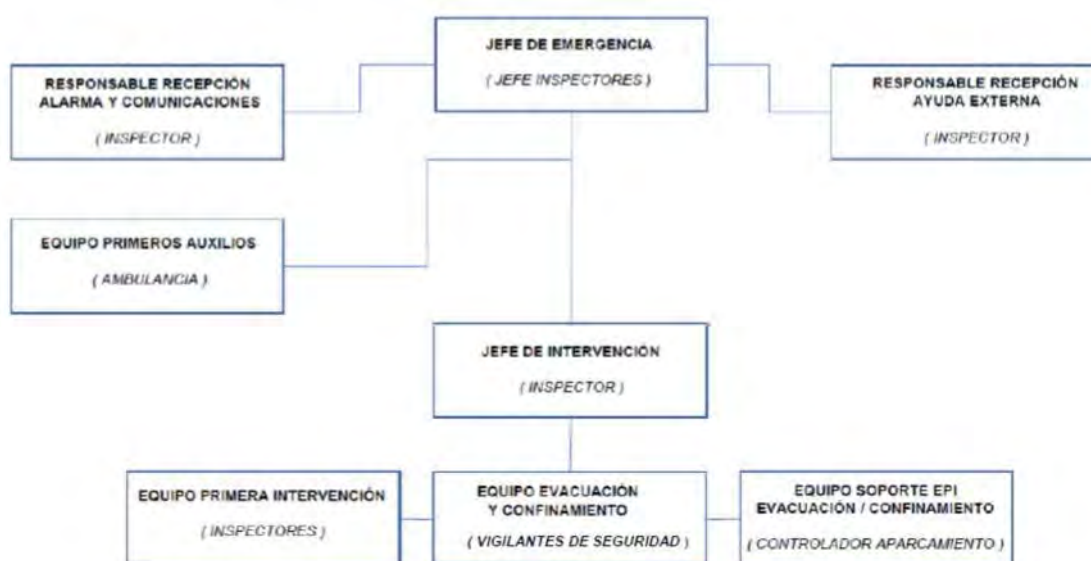 JEFE DE EMERGENCIA
( JEFE INSPECTORES )
RESPONSABLE RECEPCIÓN
ALARMA Y COMUNICACIONES
( INSPECTOR )
RESPONSABLE RECEPCIÓN
AYUDA EXTERNA
( INSPECTOR )
EQUIPO PRIMEROS AUXILIOS
( AMBULANCIA )
JEFE DE INTERVENCIÓN
( INSPECTOR )
EQUIPO PRIMERA INTERVENCIÓN
( INSPECTORES )
EQUIPO EVACUACIÓN
Y CONFINAMIENTO
( VIGILANTES DE SEGURIDAD )
EQUIPO SOPORTE EPI
EVACUACIÓN / CONFINAMIENTO
( CONTROLADOR APARCAMIENTO )